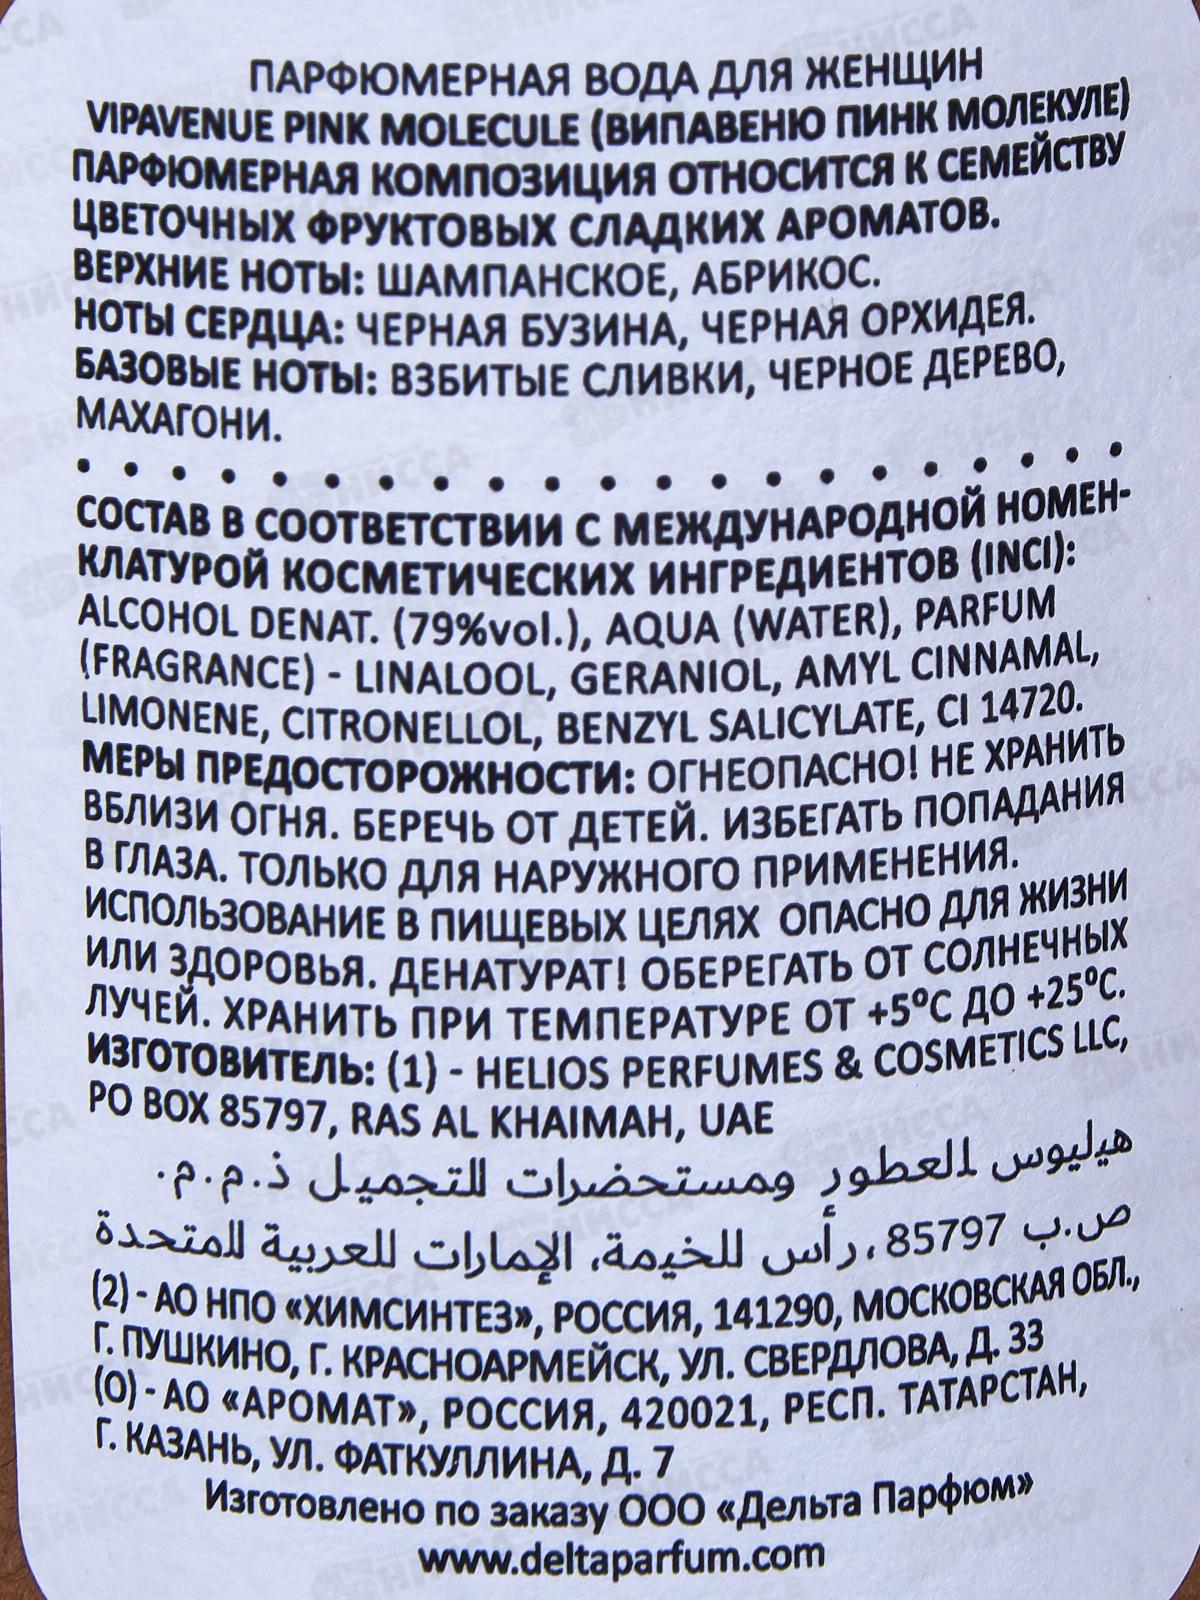 ПАРФЮМЕРНАЯ ВОДА ДЛЯ ЖЕНЩИН
VIPAVENUE PINK MOLECULE (ВИПАВЕНЮ ПИНК МОЛЕКУЛЕ)
ПАРФЮМЕРНАЯ КОМПОЗИЦИЯ ОТНОСИТСЯ К СЕМЕЙСТВУ
ЦВЕТОЧНЫХ ФРУКТОВЫХ СЛАДКИХ АРОМАТОВ.
ВЕРХНИЕ НОТЫ: ШАМПАНСКОЕ, АБРИКОС.
НОТЫ СЕРДЦА: ЧЕРНАЯ БУЗИНА, ЧЕРНАЯ ОРХИДЕЯ.
БАЗОВЫЕ НОТЫ: ВЗБИТЫЕ СЛИВКИ, ЧЕРНОЕ ДЕРЕВО,
МАХАГОНИ.
СОСТАВ В СООТВЕТСТВИИ С МЕЖДУНАРОДНОЙ НОМЕН-
КЛАТУРОЙ КОСМЕТИЧЕСКИХ ИНГРЕДИЕНТОВ (INCI):
ALCOHOL DENAT. (79%vol.), AQUA (WATER), PARFUM
(FRAGRANCE) - LINALOOL, GERANIOL, AMYL CINNAMAL,
LIMONENE, CITRONELLOL, BENZYL SALICYLATE, CI 14720.
МЕРЫ ПРЕДОСТОРОЖНОСТИ: ОГНЕОПАСНО! НЕ ХРАНИТЬ
ВБЛИЗИ ОГНЯ. БЕРЕЧЬ ОТ ДЕТЕЙ. ИЗБЕГАТЬ ПОПАДАНИЯ
В ГЛАЗА. ТОЛЬКО ДЛЯ НАРУЖНОГО ПРИМЕНЕНИЯ.
ИСПОЛЬЗОВАНИЕ В ПИЩЕВЫХ ЦЕЛЯХ ОПАСНО ДЛЯ ЖИЗНИ
ИЛИ ЗДОРОВЬЯ. ДЕНАТУРАТ! ОБЕРЕГАТЬ ОТ СОЛНЕЧНЫХ
ЛУЧЕЙ. ХРАНИТЬ ПРИ ТЕМПЕРАТУРЕ ОТ +5°С ДО +25°С.
ИЗГОТОВИТЕЛЬ: (1) - HELIOS PERFUMES & COSMETICS LLC,
PO BOX 85797, RAS AL KHAIMAH, UAE
هيليوس للعطور ومستحضرات للتجميل ذ.م.م.
ص.ب 85797، رأس للخيمة، الإمارات للعربية للمتحدة
(2) - АО НПО «ХИМСИНТЕЗ», РОССИЯ, 141290, МОСКОВСКАЯ ОБЛ.,
Г. ПУШКИНО, Г. КРАСНОАРМЕЙСК, УЛ. СВЕРДЛОВА, Д. 33
(0) - АО «АРОМАТ», РОССИЯ, 420021, РЕСП. ТАТАРСТАН,
Г. КАЗАНЬ, УЛ. ФАТКУЛЛИНА, Д. 7
Изготовлено по заказу ООО «Дельта Парфюм»
www.deltaparfum.com